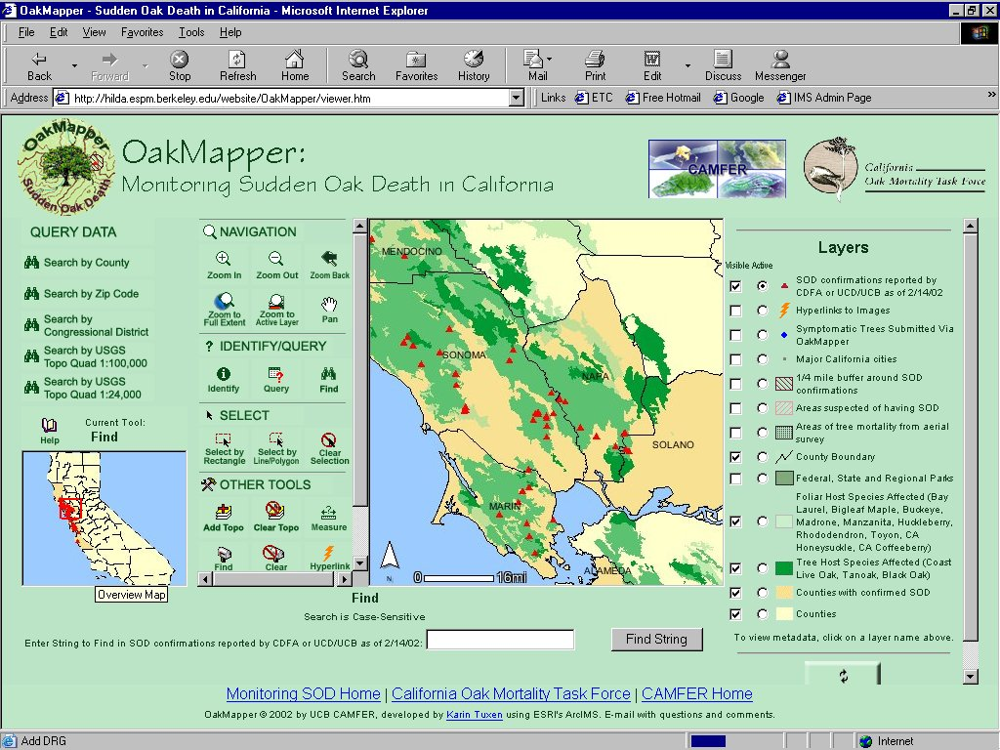 OakMapper - Sudden Oak Death in California - Microsoft Internet Explorer
File Edit View Favorites Tools Help
Back Forward Stop Refresh Home Search Favorites History Mail Print Edit Discuss Messenger
Address http://hilda.espm.berkeley.edu/website/OakMapper/viewer.htm Links ETC Free Hotmail Google IMS Admin Page »
OakMapper
Sudden Oak Death
OakMapper:
Monitoring Sudden Oak Death in California
CAMFER
California
Oak Mortality Task Force
QUERY DATA
Search by County
Search by Zip Code
Search by
Congressional District
Search by USGS
Topo Quad 1:100,000
Search by USGS
Topo Quad 1:24,000
Help
Current Tool:
Find
Overview Map
NAVIGATION
Zoom In Zoom Out Zoom Back
Zoom to Full Extent Zoom to Active Layer Pan
? IDENTIFY/QUERY
Identify Query Find
SELECT
Select by Rectangle Select by Line/Polygon Clear Selection
OTHER TOOLS
Add Topo Clear Topo Measure
Find Clear Hyperlink
MENDOCINO
SONOMA
NAPA
SOLANO
MARIN
ALAMEDA
N
0 16mi
Layers
Visible Active
SOD confirmations reported by
CDFA or UCD/UCB as of 2/14/02
Hyperlinks to Images
Symptomatic Trees Submitted Via
OakMapper
Major California cities
1/4 mile buffer around SOD
confirmations
Areas suspected of having SOD
Areas of tree mortality from aerial
survey
County Boundary
Federal, State and Regional Parks
Foliar Host Species Affected (Bay
Laurel, Bigleaf Maple, Buckeye,
Madrone, Manzanita, Huckleberry,
Rhododendron, Toyon, CA
Honeysuckle, CA Coffeeberry)
Tree Host Species Affected (Coast
Live Oak, Tanoak, Black Oak)
Counties with confirmed SOD
Counties
To view metadata, click on a layer name above.
Find
Search is Case-Sensitive
Enter String to Find in SOD confirmations reported by CDFA or UCD/UCB as of 2/14/02: Find String
Monitoring SOD Home | California Oak Mortality Task Force | CAMFER Home
OakMapper © 2002 by UCB CAMFER, developed by Karin Tuxen using ESRI's ArcIMS. E-mail with questions and comments.
Add DRG Internet